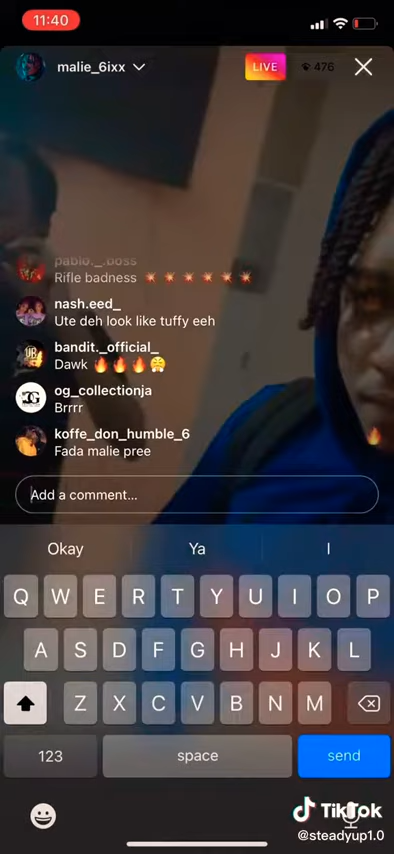 11:40
malie_6ixx
LIVE
476
pablo._.boss
Rifle badness 💥 💥 💥 💥 💥 💥
nash.eed_
Ute deh look like tuffy eeh
bandit._official_
Dawk 🔥🔥🔥😤
og_collectionja
Brrrr
koffe_don_humble_6
Fada malie pree
Add a comment...
Okay Ya I
Q W E R T Y U I O P
A S D F G H J K L
Z X C V B N M
123 space send
TikTok
@steadyup1.0